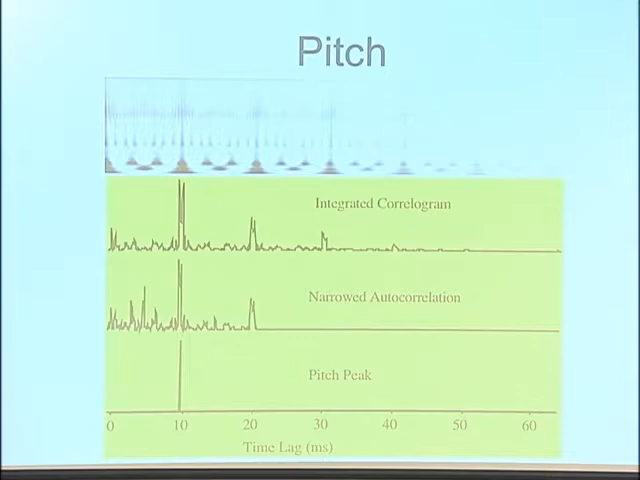 Pitch
Integrated Correlogram
Narrowed Autocorrelation
Pitch Peak
0 10 20 30 40 50 60
Time Lag (ms)